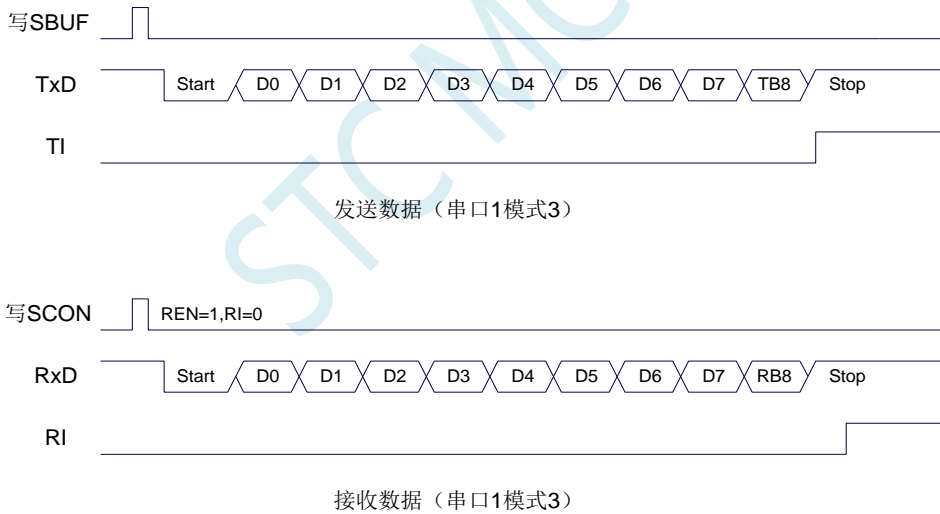 写SBUF
TxD Start D0 D1 D2 D3 D4 D5 D6 D7 TB8 Stop
TI
发送数据（串口1模式3）
写SCON REN=1,RI=0
RxD Start D0 D1 D2 D3 D4 D5 D6 D7 RB8 Stop
RI
接收数据（串口1模式3）
STC MC